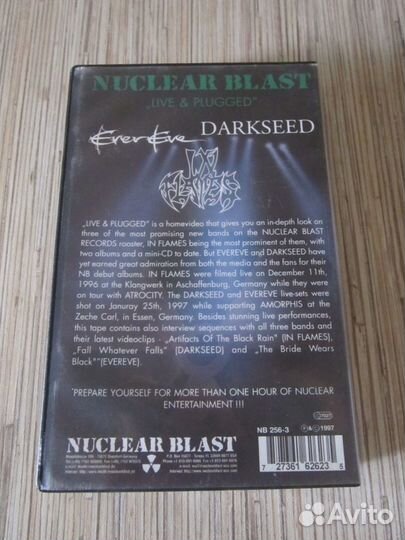 NUCLEAR BLAST
„LIVE & PLUGGED"
EverEve DARKSEED
IN FLAMES
„LIVE & PLUGGED" is a homevideo that gives you an in-depth look on
three of the most promising new bands on the NUCLEAR BLAST
RECORDS rooster, IN FLAMES being the most prominent of them, with
two albums and a mini-CD to date. But EVEREVE and DARKSEED have
yet earned great admiration from both the media and the fans for their
NB debut albums. IN FLAMES were filmed live on December 11th,
1996 at the Klangwerk in Aschaffenburg, Germany while they were
on tour with ATROCITY. The DARKSEED and EVEREVE live-sets were
shot on Januray 25th, 1997 while supporting AMORPHIS at the
Zeche Carl, in Essen, Germany. Besides stunning live performances,
this tape contains also interview sequences with all three bands and
their latest videoclips - „Artifacts Of The Black Rain" (IN FLAMES),
„Fall Whatever Falls" (DARKSEED) and „The Bride Wears
Black"(EVEREVE).
PREPARE YOURSELF FOR MORE THAN ONE HOUR OF NUCLEAR
ENTERTAINMENT !!!
NB 256-3 ℗&©1997
NUCLEAR BLAST
7 27361 62623 5
Avito